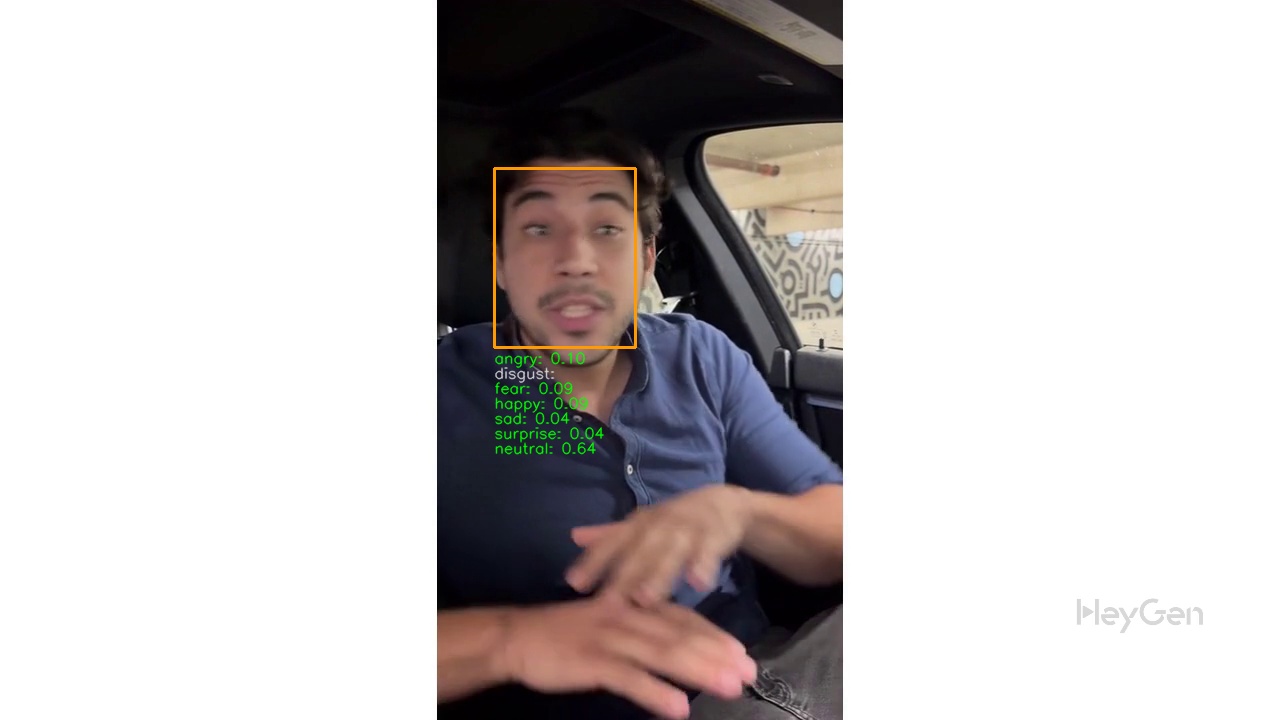 angry: 0.10
disgust:
fear: 0.09
happy: 0.09
sad: 0.04
surprise: 0.04
neutral: 0.64
HeyGen